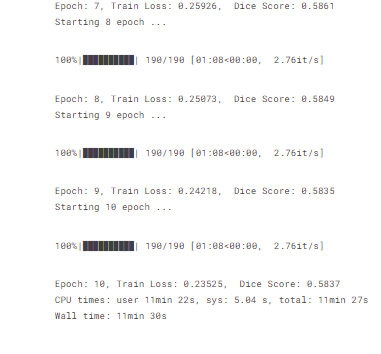 Epoch: 7, Train Loss: 0.25926, Dice Score: 0.5861
Starting 8 epoch ...
100%|██████████| 190/190 [01:08<00:00, 2.76it/s]
Epoch: 8, Train Loss: 0.25073, Dice Score: 0.5849
Starting 9 epoch ...
100%|██████████| 190/190 [01:08<00:00, 2.76it/s]
Epoch: 9, Train Loss: 0.24218, Dice Score: 0.5835
Starting 10 epoch ...
100%|██████████| 190/190 [01:08<00:00, 2.76it/s]
Epoch: 10, Train Loss: 0.23525, Dice Score: 0.5837
CPU times: user 11min 22s, sys: 5.04 s, total: 11min 27s
Wall time: 11min 30s